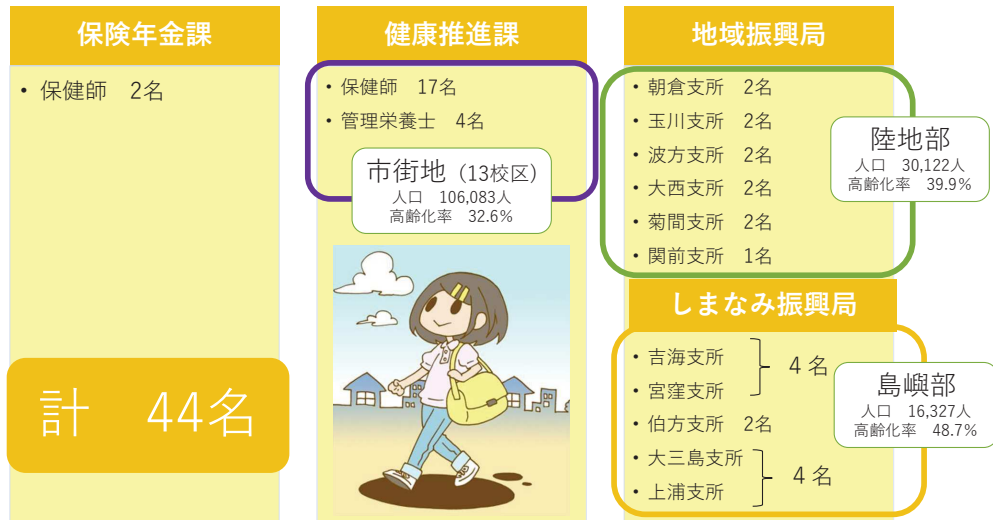 保険年金課
• 保健師　2名
計　44名
健康推進課
• 保健師　17名
• 管理栄養士　4名
市街地（13校区）
人口　106,083人
高齢化率　32.6%
地域振興局
• 朝倉支所　2名
• 玉川支所　2名
• 波方支所　2名
• 大西支所　2名
• 菊間支所　2名
• 関前支所　1名
陸地部
人口　30,122人
高齢化率　39.9%
しまなみ振興局
• 吉海支所
• 宮窪支所
4名
• 伯方支所　2名
• 大三島支所
• 上浦支所
4名
島嶼部
人口　16,327人
高齢化率　48.7%